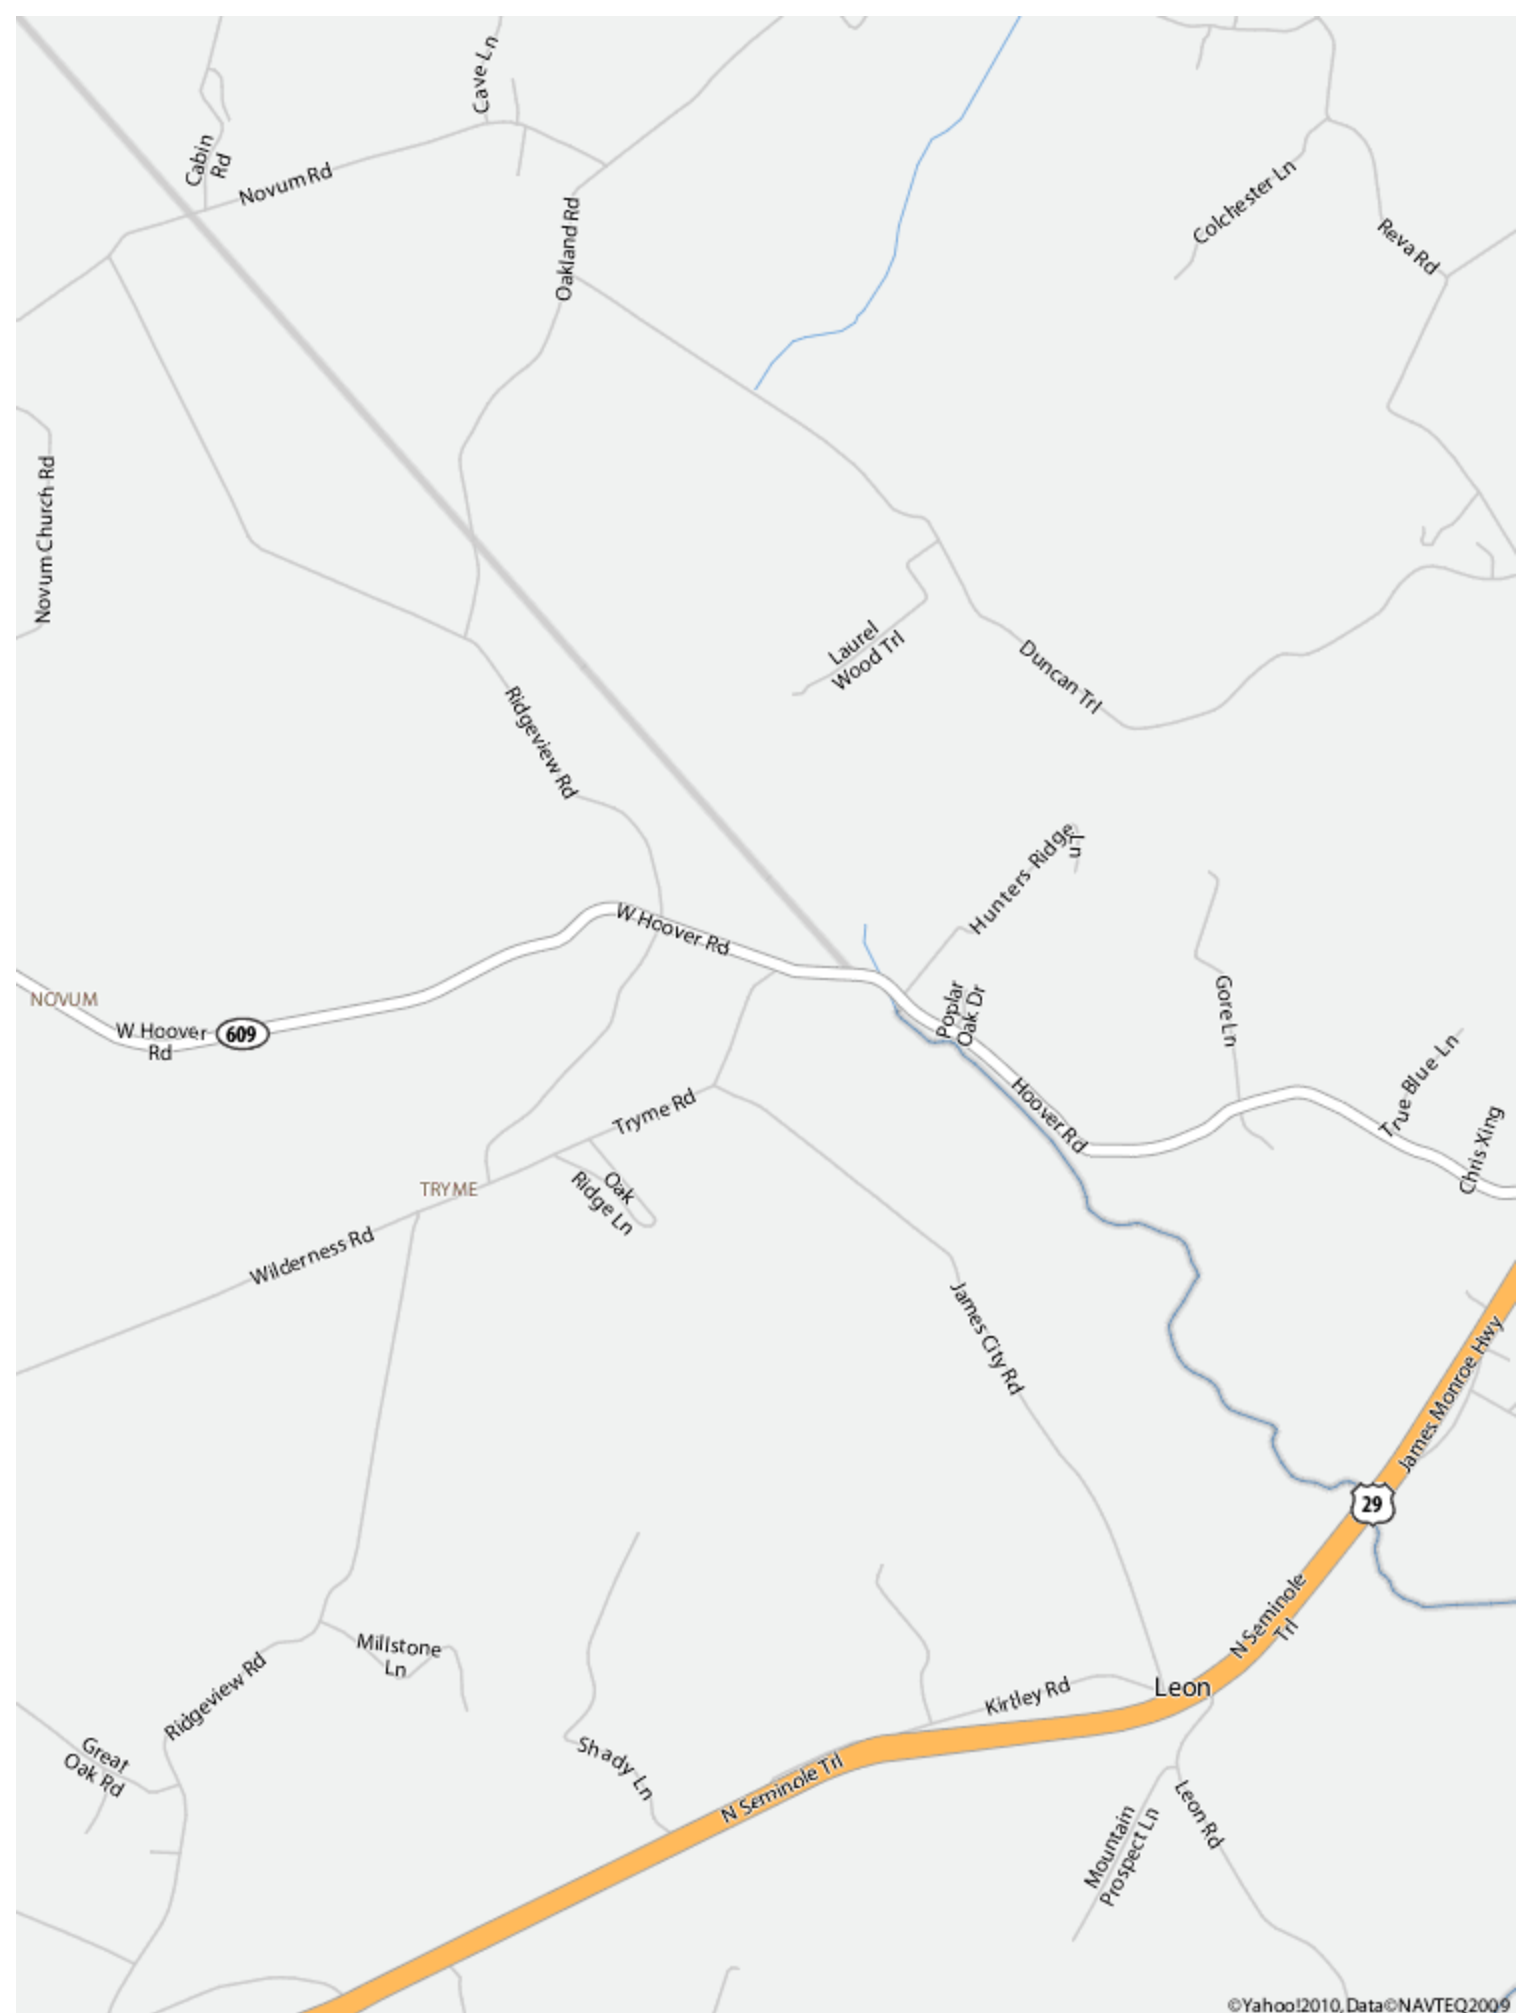 Cave Ln
Cabin
Rd
Novum Rd
Oakland Rd
Colchester Ln
Reva Rd
Novum Church Rd
Laurel
Wood Trl
Duncan Trl
Ridgeview Rd
Hunters Ridge
Ln
W Hoover Rd
NOVUM
W Hoover
Rd
609
Poplar
Oak Dr
Gore Ln
Hoover Rd
True Blue Ln
Chris Xing
Tryme Rd
TRYME
Oak
Ridge Ln
Wilderness Rd
James City Rd
James Monroe Hwy
29
N Seminole
Trl
Millstone
Ln
Ridgeview Rd
Kirtley Rd
Leon
Great
Oak Rd
Shady Ln
N Seminole Trl
Leon Rd
Mountain
Prospect Ln
©Yahoo!2010, Data©NAVTEQ2009